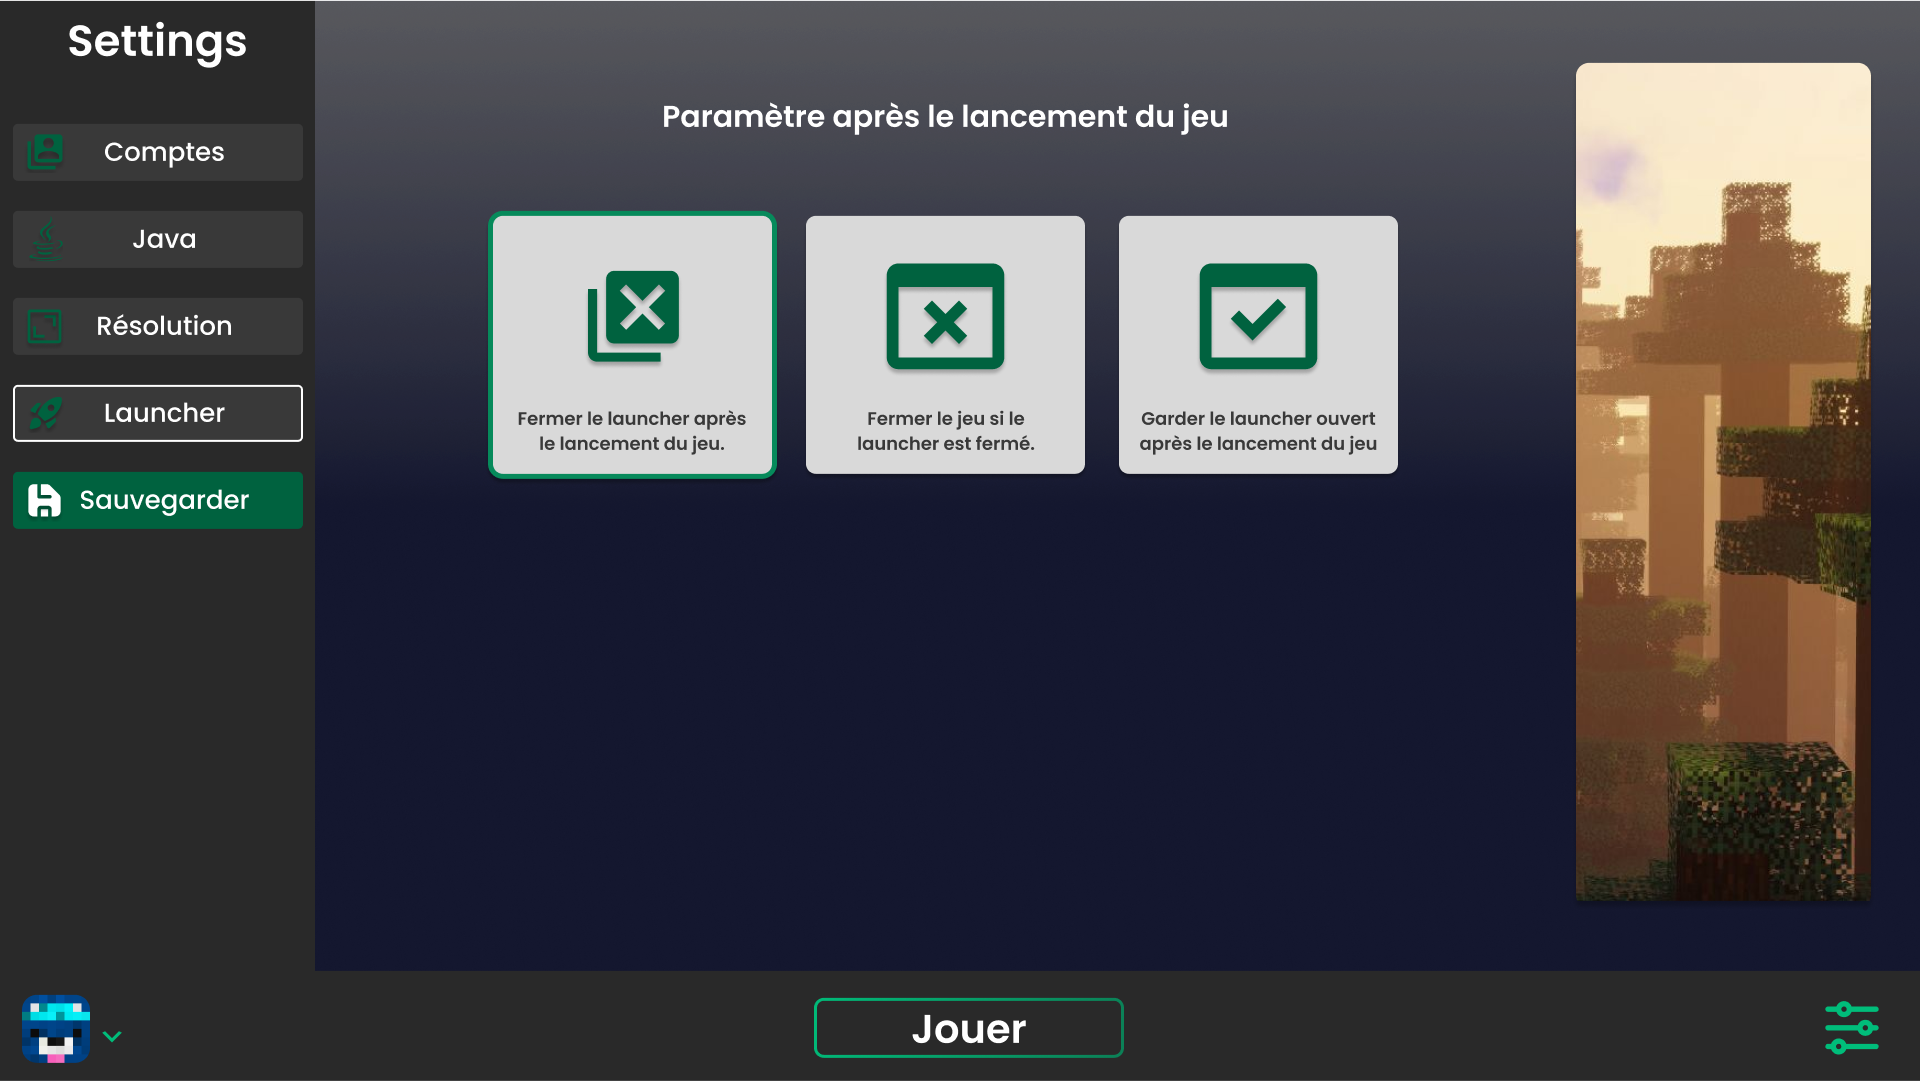 Settings
Comptes
Java
Résolution
Launcher
Sauvegarder
Paramètre après le lancement du jeu
Fermer le launcher après
le lancement du jeu.
Fermer le jeu si le
launcher est fermé.
Garder le launcher ouvert
après le lancement du jeu
Jouer